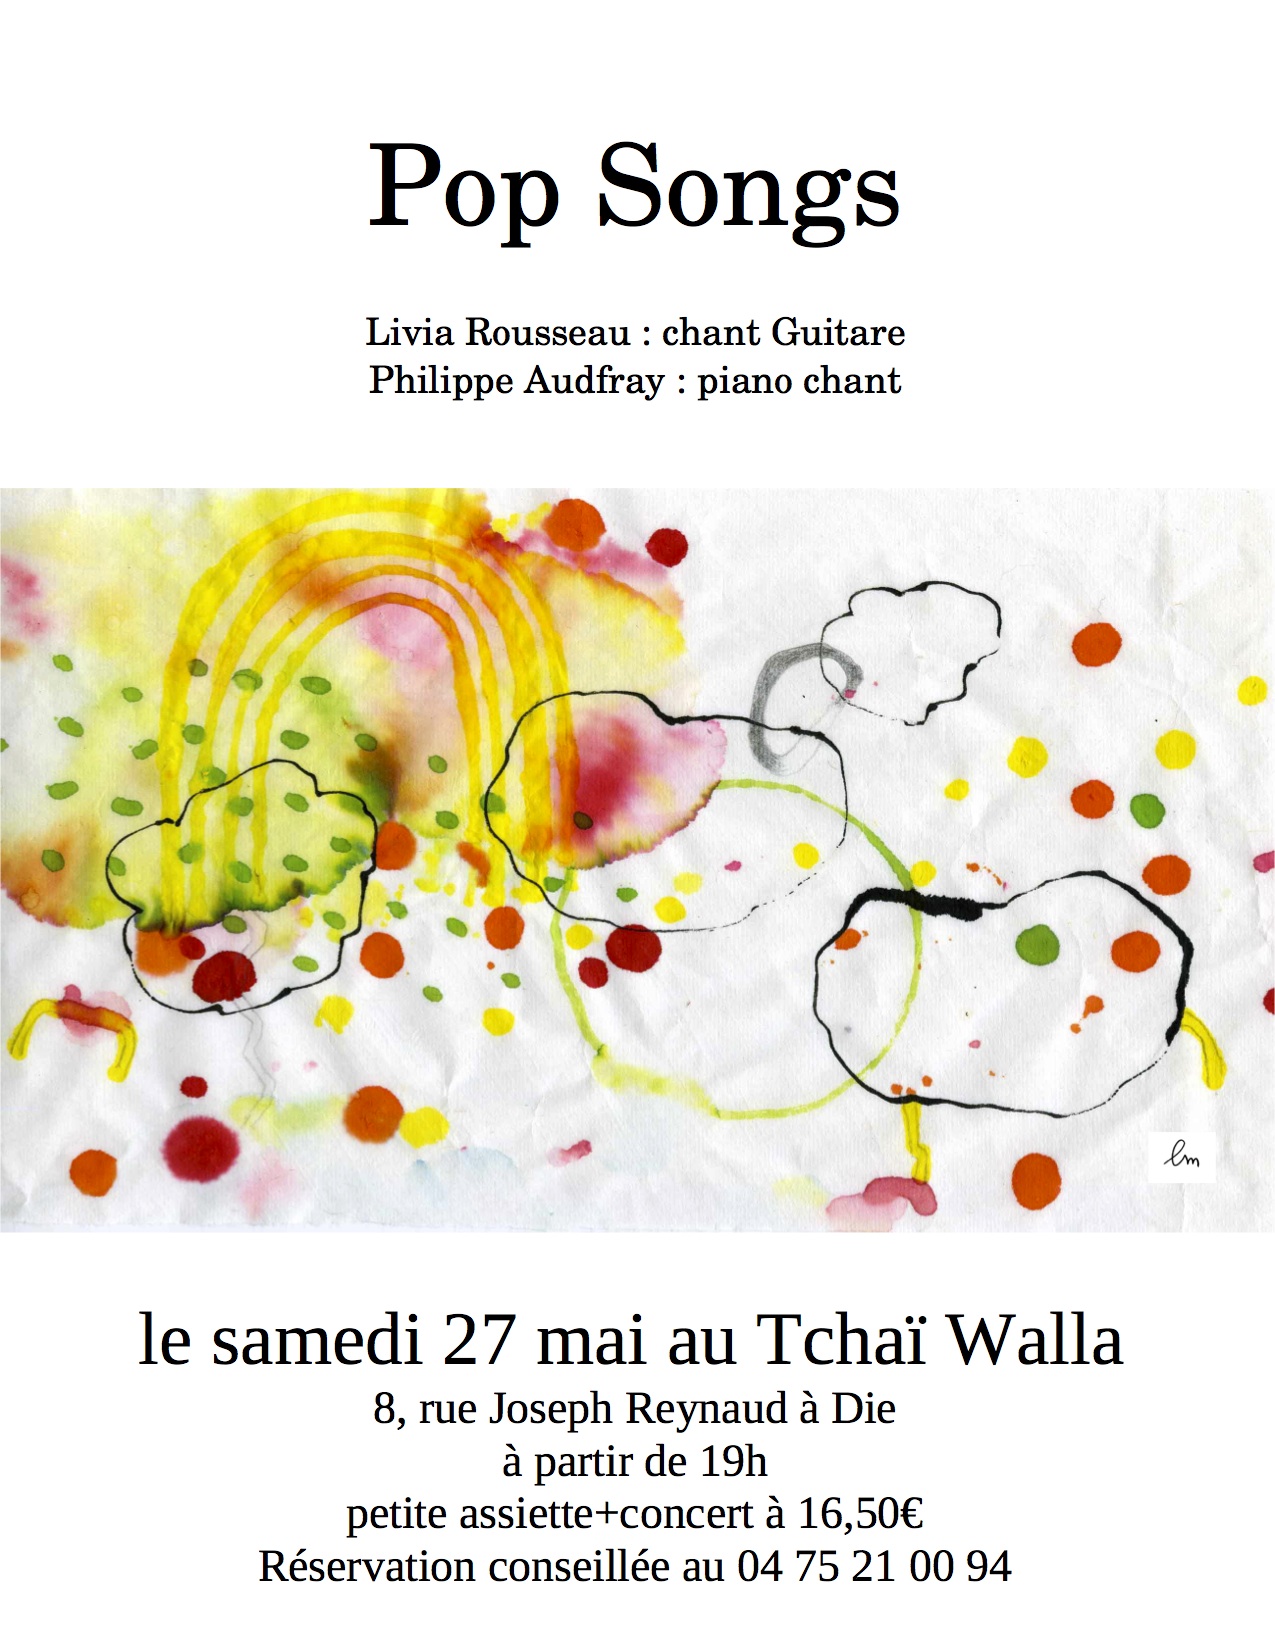 Pop Songs
Livia Rousseau : chant Guitare
Philippe Audfray : piano chant
lm
le samedi 27 mai au Tchaï Walla
8, rue Joseph Reynaud à Die
à partir de 19h
petite assiette+concert à 16,50€
Réservation conseillée au 04 75 21 00 94